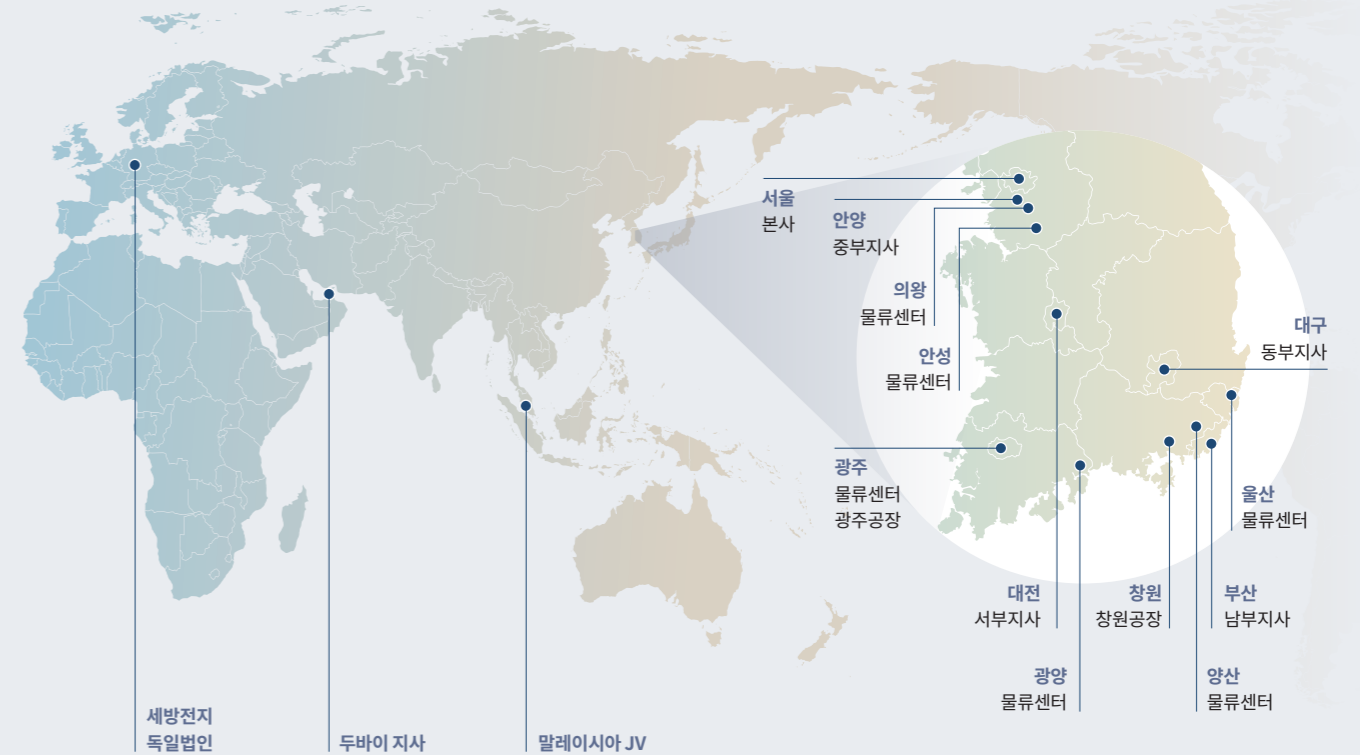 서울
본사
안양
중부지사
의왕
물류센터
안성
물류센터
대구
동부지사
광주
물류센터
광주공장
울산
물류센터
대전
서부지사
창원
창원공장
부산
남부지사
광양
물류센터
양산
물류센터
세방전지
독일법인
두바이 지사
말레이시아 JV